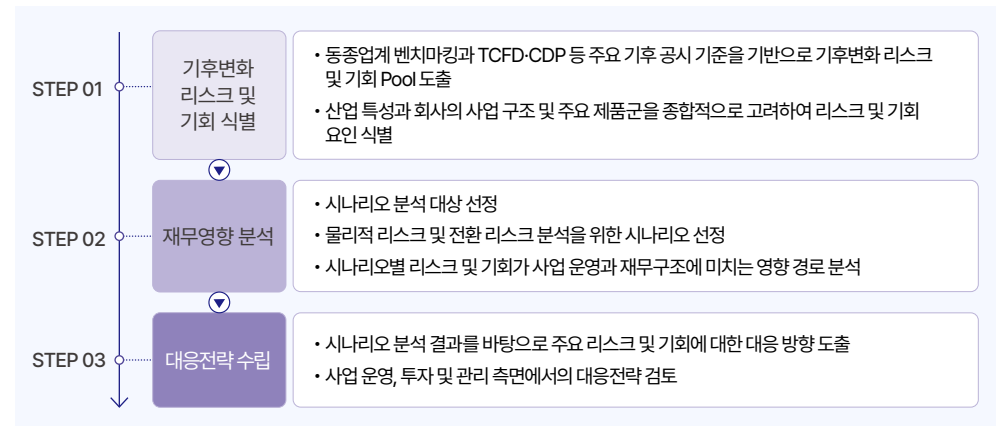 STEP 01
기후변화
리스크 및
기회 식별
• 동종업계 벤치마킹과 TCFD·CDP 등 주요 기후 공시 기준을 기반으로 기후변화 리스크
및 기회 Pool 도출
• 산업 특성과 회사의 사업 구조 및 주요 제품군을 종합적으로 고려하여 리스크 및 기회
요인 식별
STEP 02
재무영향 분석
• 시나리오 분석 대상 선정
• 물리적 리스크 및 전환 리스크 분석을 위한 시나리오 선정
• 시나리오별 리스크 및 기회가 사업 운영과 재무구조에 미치는 영향 경로 분석
STEP 03
대응전략 수립
• 시나리오 분석 결과를 바탕으로 주요 리스크 및 기회에 대한 대응 방향 도출
• 사업 운영, 투자 및 관리 측면에서의 대응전략 검토